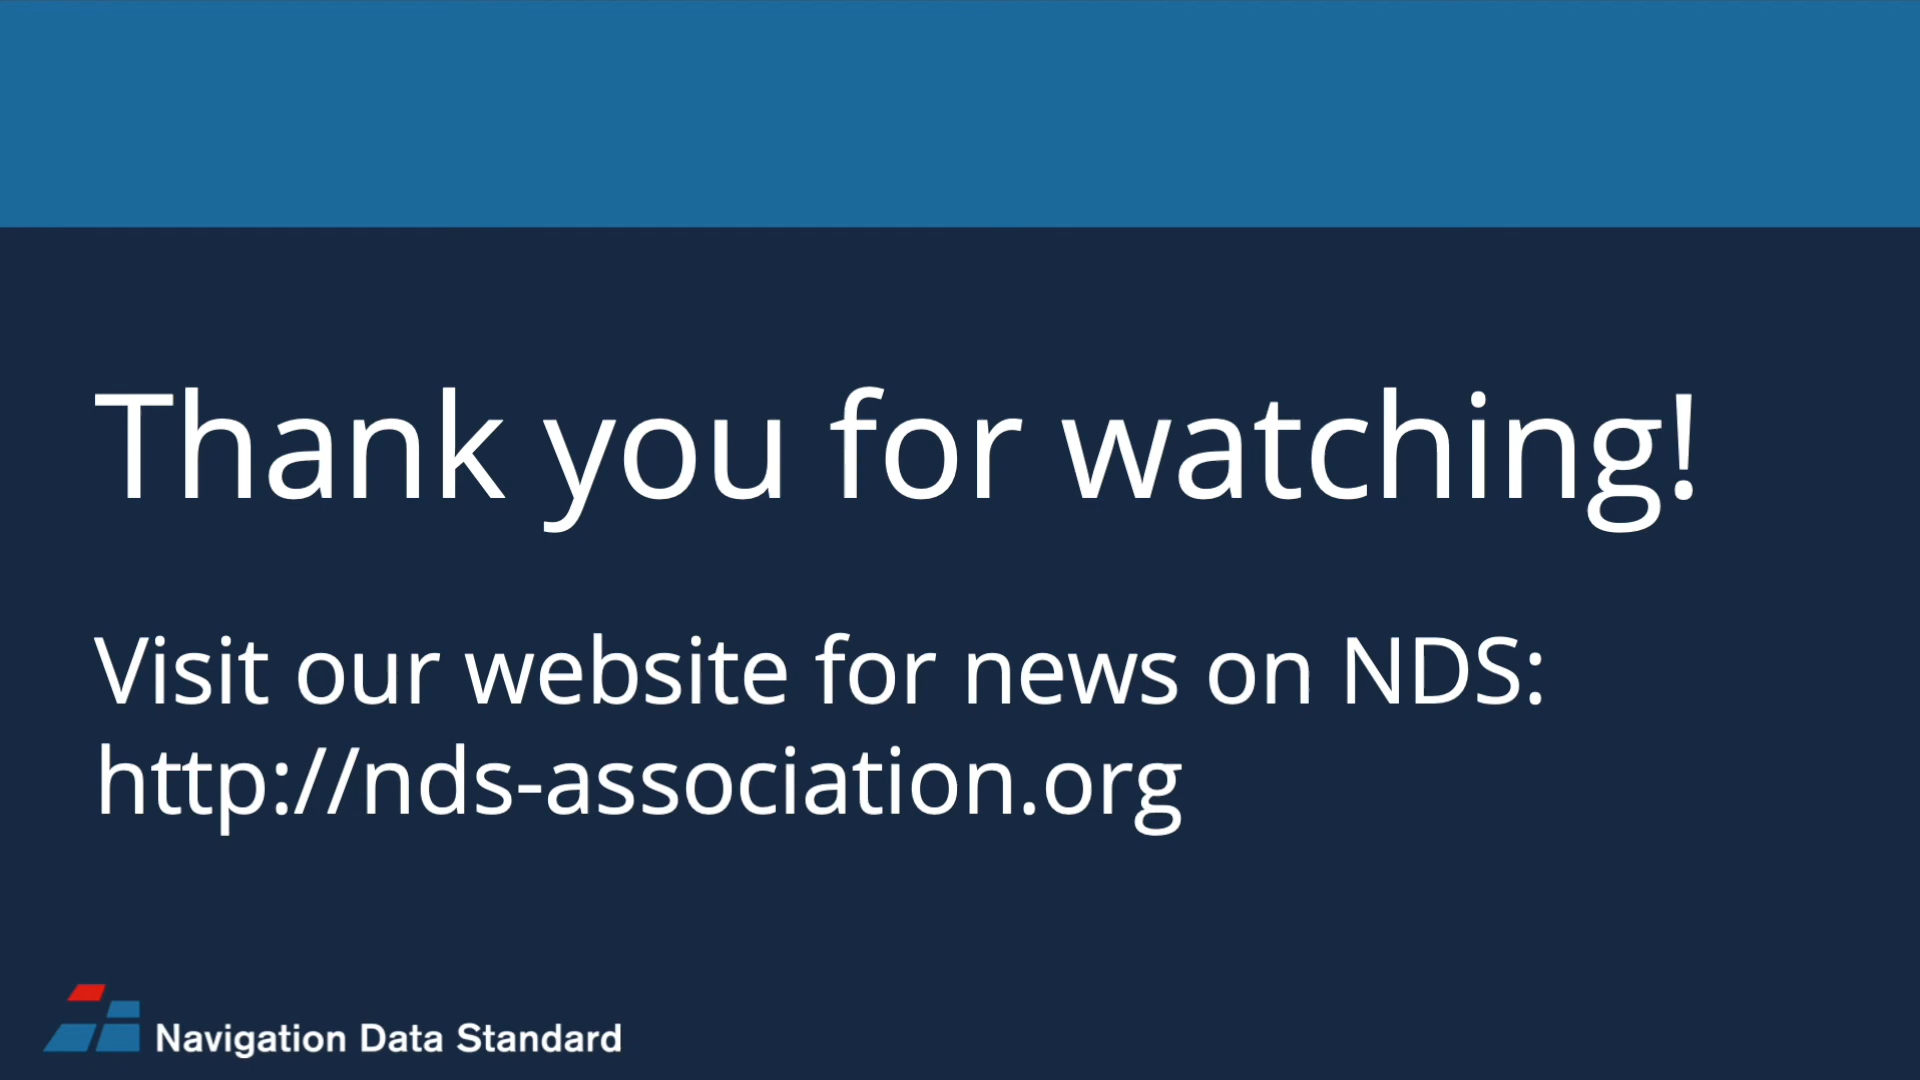 Thank you for watching!
Visit our website for news on NDS:
http://nds-association.org
Navigation Data Standard